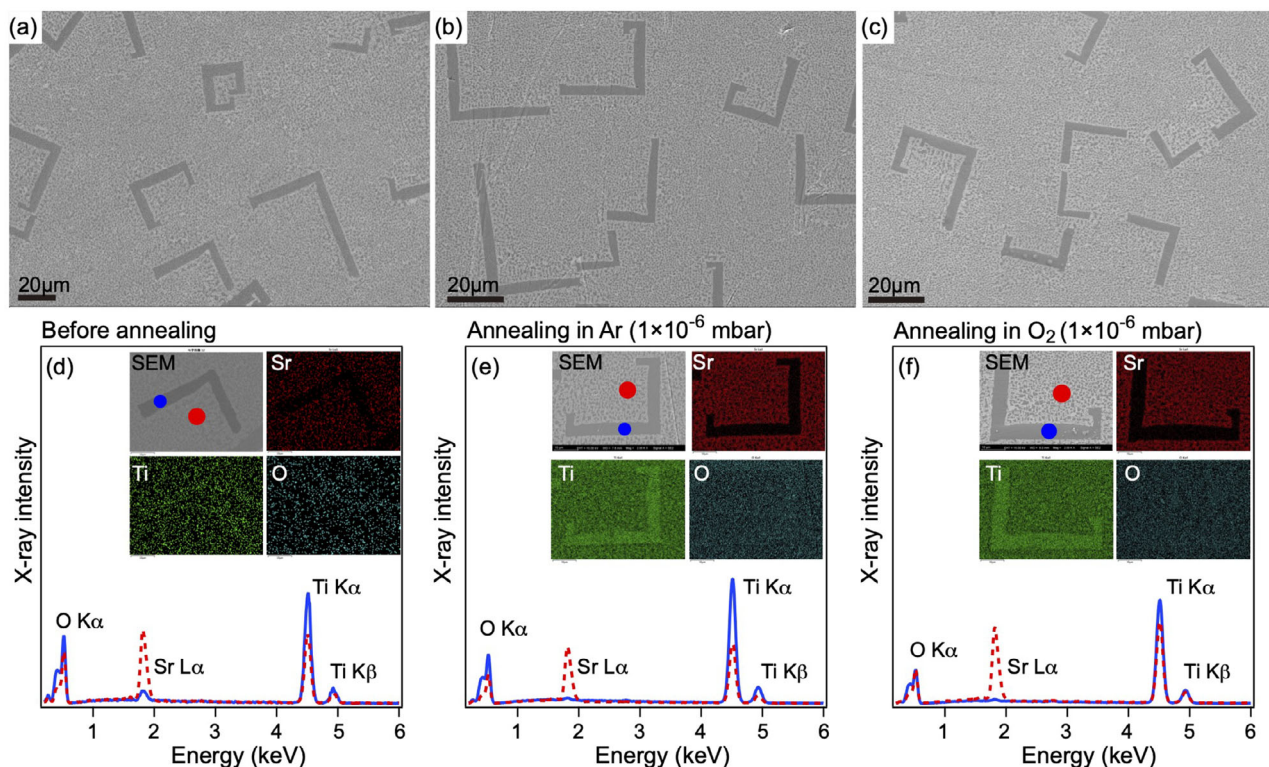 (a)
20µm
(b)
20µm
(c)
20µm
Before annealing
Annealing in Ar (1×10⁻⁶ mbar)
Annealing in O₂ (1×10⁻⁶ mbar)
(d)
SEM
Sr
Ti
O
X-ray intensity
O Kα
Sr Lα
Ti Kα
Ti Kβ
1 2 3 4 5 6
Energy (keV)
(e)
SEM
Sr
Ti
O
X-ray intensity
O Kα
Sr Lα
Ti Kα
Ti Kβ
1 2 3 4 5 6
Energy (keV)
(f)
SEM
Sr
Ti
O
X-ray intensity
O Kα
Sr Lα
Ti Kα
Ti Kβ
1 2 3 4 5 6
Energy (keV)